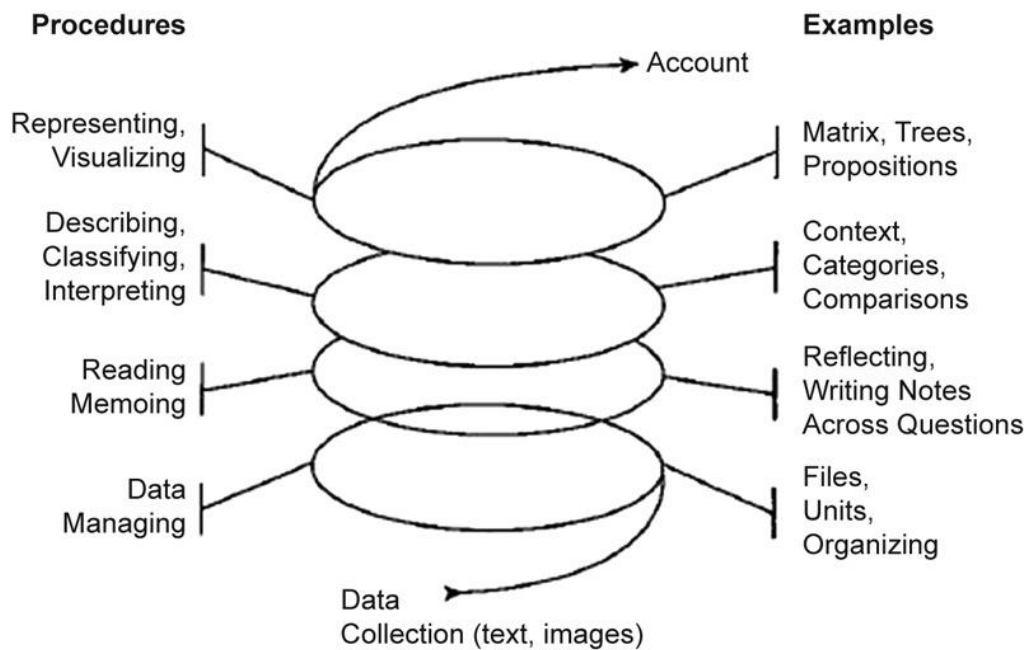 Procedures
Examples
Account
Representing,
Visualizing
Matrix, Trees,
Propositions
Describing,
Classifying,
Interpreting
Context,
Categories,
Comparisons
Reading
Memoing
Reflecting,
Writing Notes
Across Questions
Data
Managing
Files,
Units,
Organizing
Data
Collection (text, images)